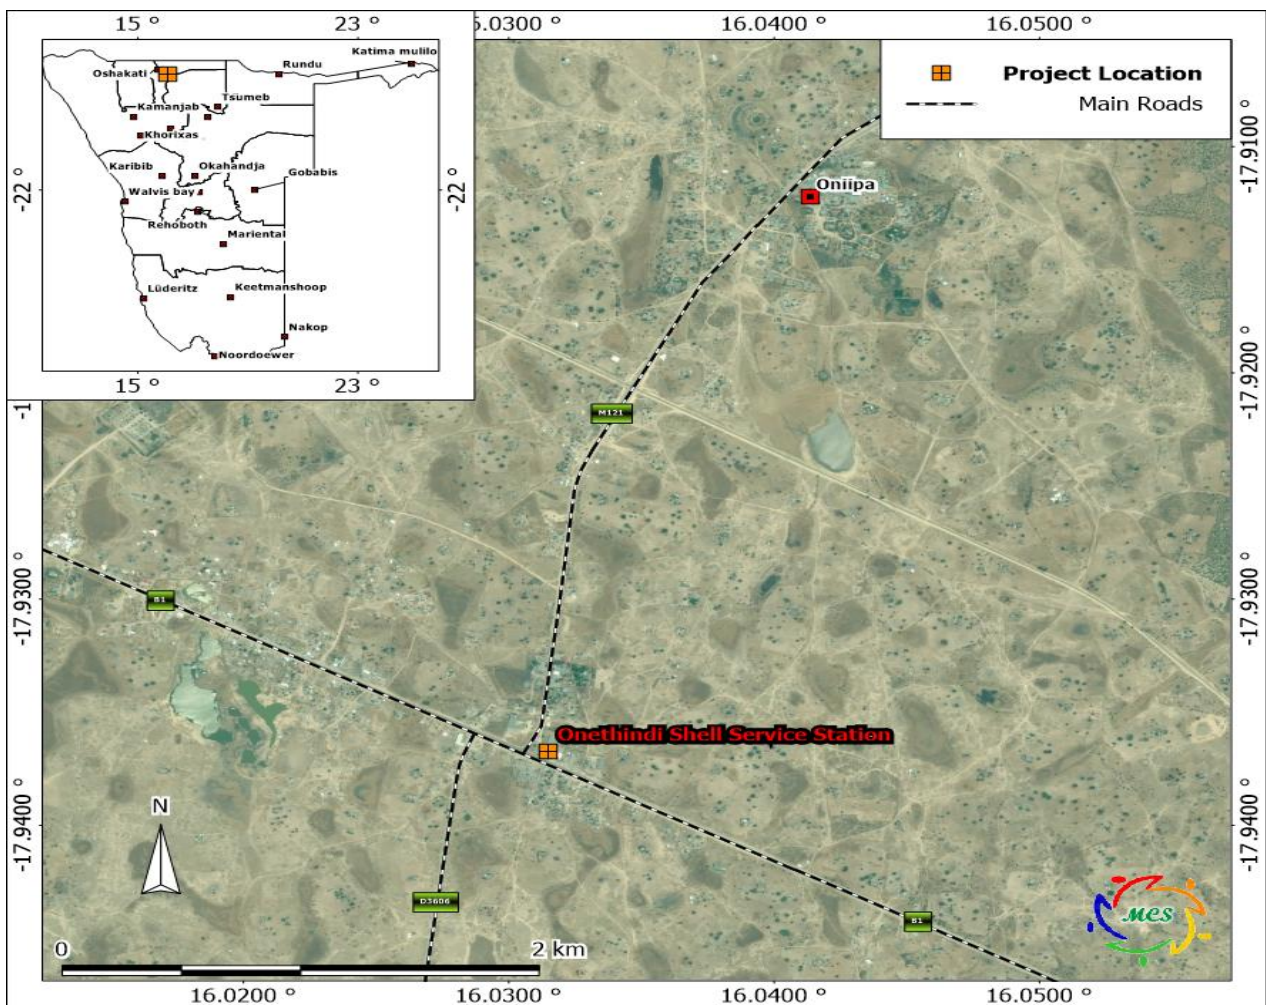 15 °
23 °
Katima mulilo
Rundu
Oshakati
Tsumeb
Kamanjab
Khorixas
Karibib
Okahandja
Gobabis
-22 °
22 °
Walvis bay
Rehoboth
Mariental
Lüderitz
Keetmanshoop
Nakop
Noordoewer
15 °
23 °
5.0300 °
16.0400 °
16.0500 °
Project Location
Main Roads
-17.9100 °
Oniipa
-17.9200 °
-1
M121
-17.9300 °
-17.9300 °
B1
Onethindi Shell Service Station
N
-17.9400 °
-17.9400 °
D3606
B1
MCS
0
2 km
16.0200 °
16.0300 °
16.0400 °
16.0500 °